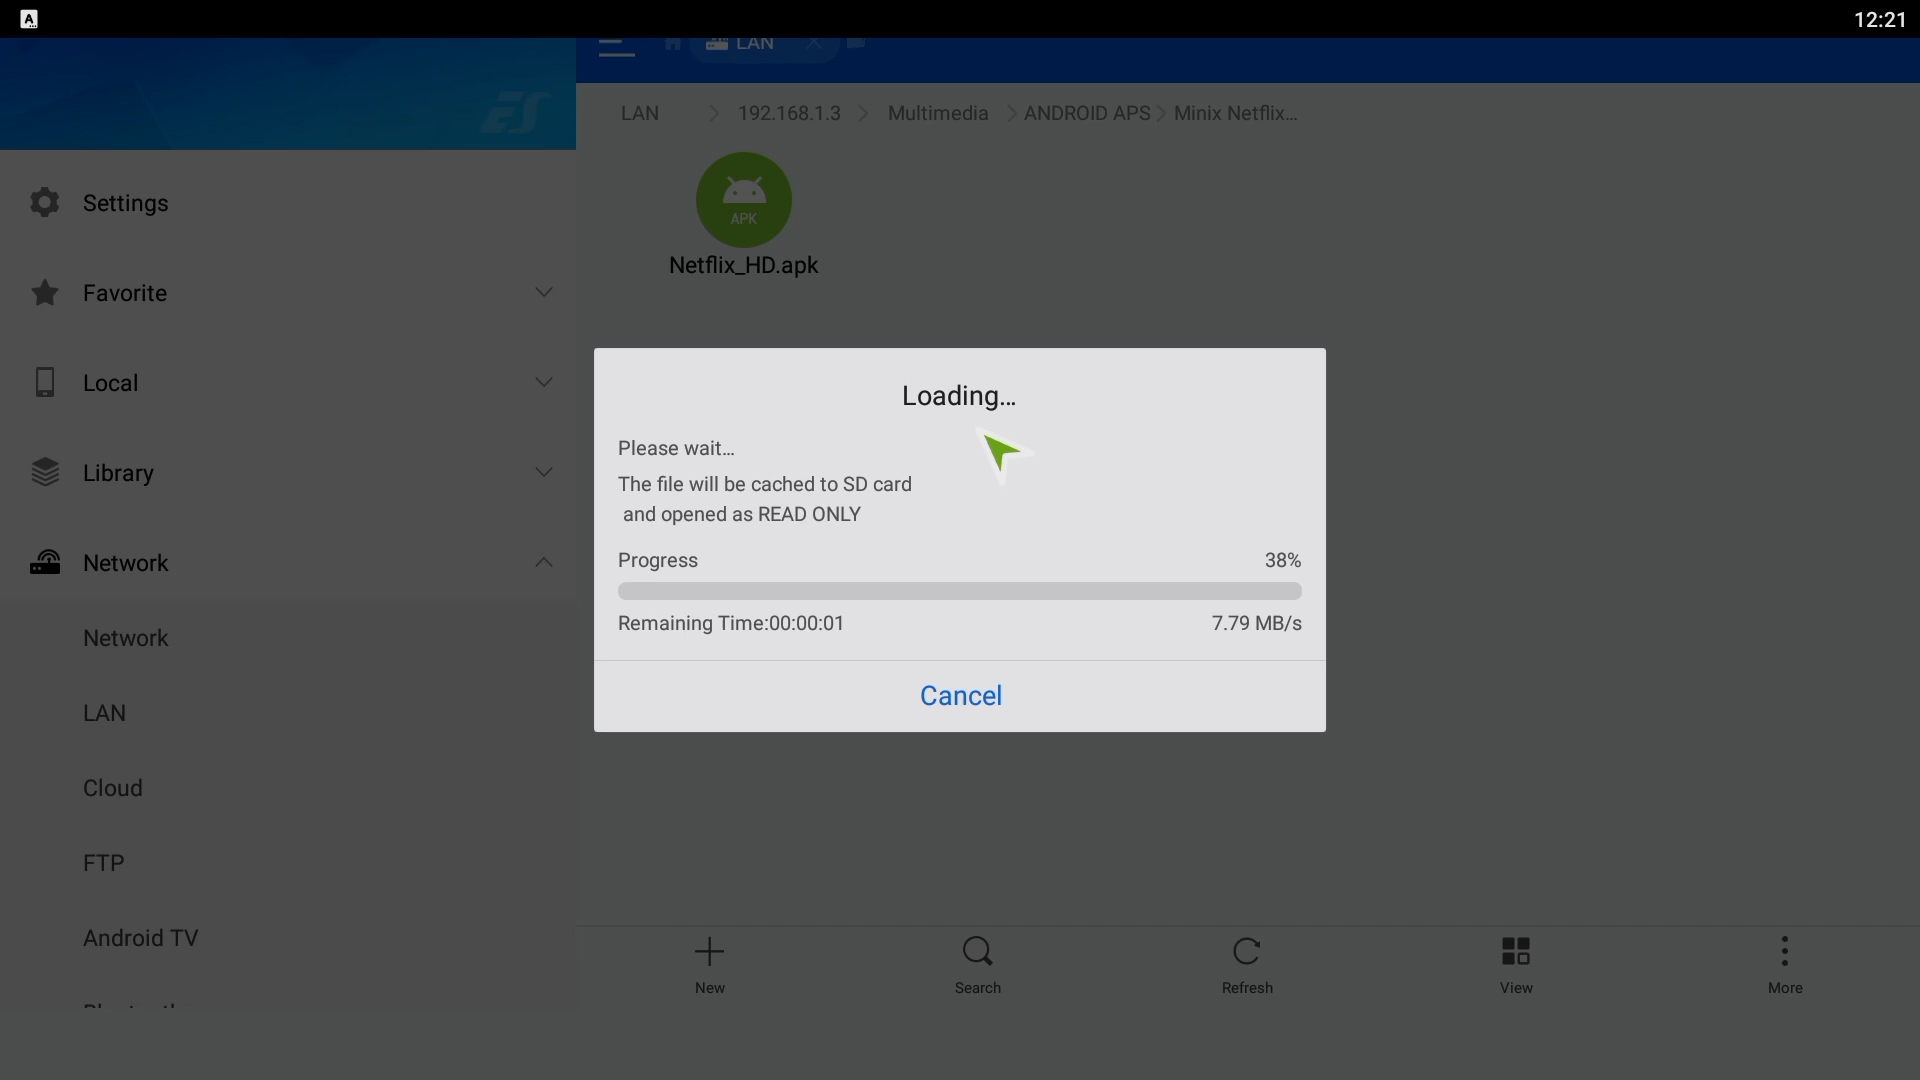 A
12:21
LAN
ES
LAN
192.168.1.3
Multimedia
ANDROID APS
Minix Netflix...
Settings
APK
Netflix_HD.apk
Favorite
Local
Library
Network
Network
LAN
Cloud
FTP
Android TV
Loading...
Please wait...
The file will be cached to SD card
and opened as READ ONLY
Progress
38%
Remaining Time:00:00:01
7.79 MB/s
Cancel
New
Search
Refresh
View
More